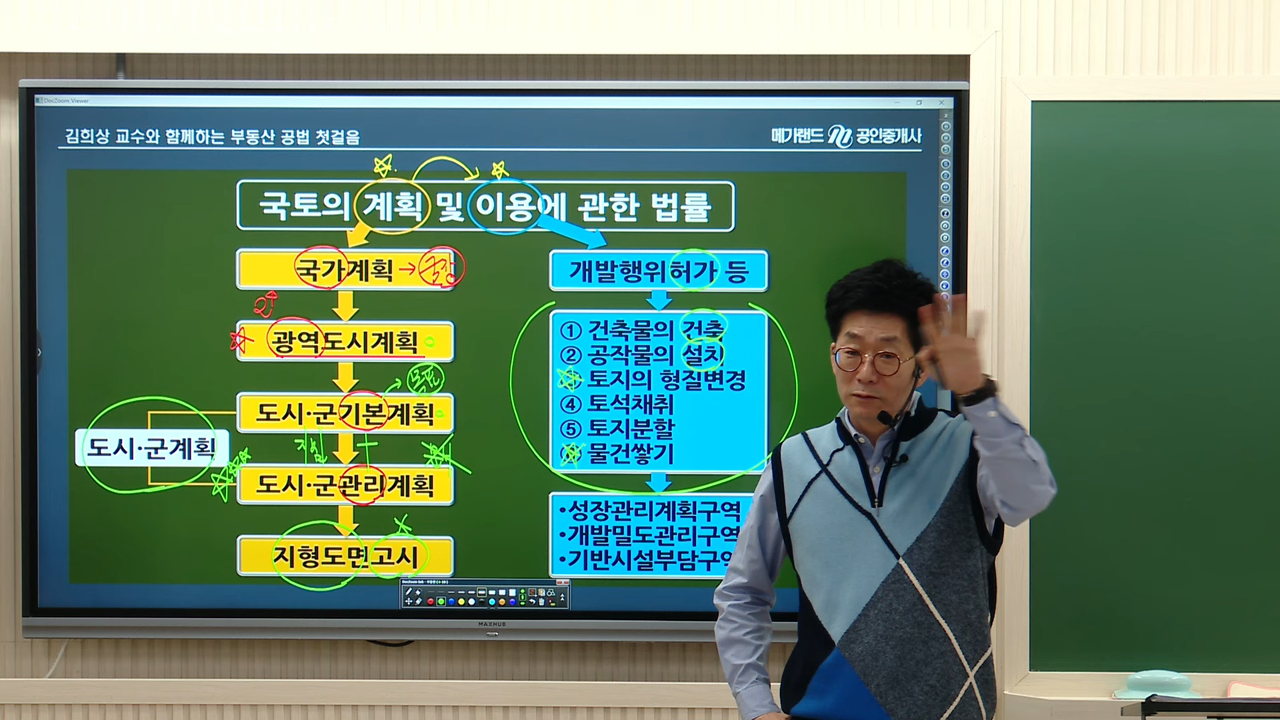 DocZoom Viewer
김희상 교수와 함께하는 부동산 공법 첫걸음
메가랜드 공인중개사
국토의 계획 및 이용에 관한 법률
국가계획
→ 국장
광역도시계획
도시·군기본계획
도시·군계획
도시·군관리계획
지형도면고시
개발행위허가 등
① 건축물의 건축
② 공작물의 설치
토지의 형질변경
④ 토석채취
⑤ 토지분할
물건쌓기
•성장관리계획구역
•개발밀도관리구역
•기반시설부담구역
MAXHUB